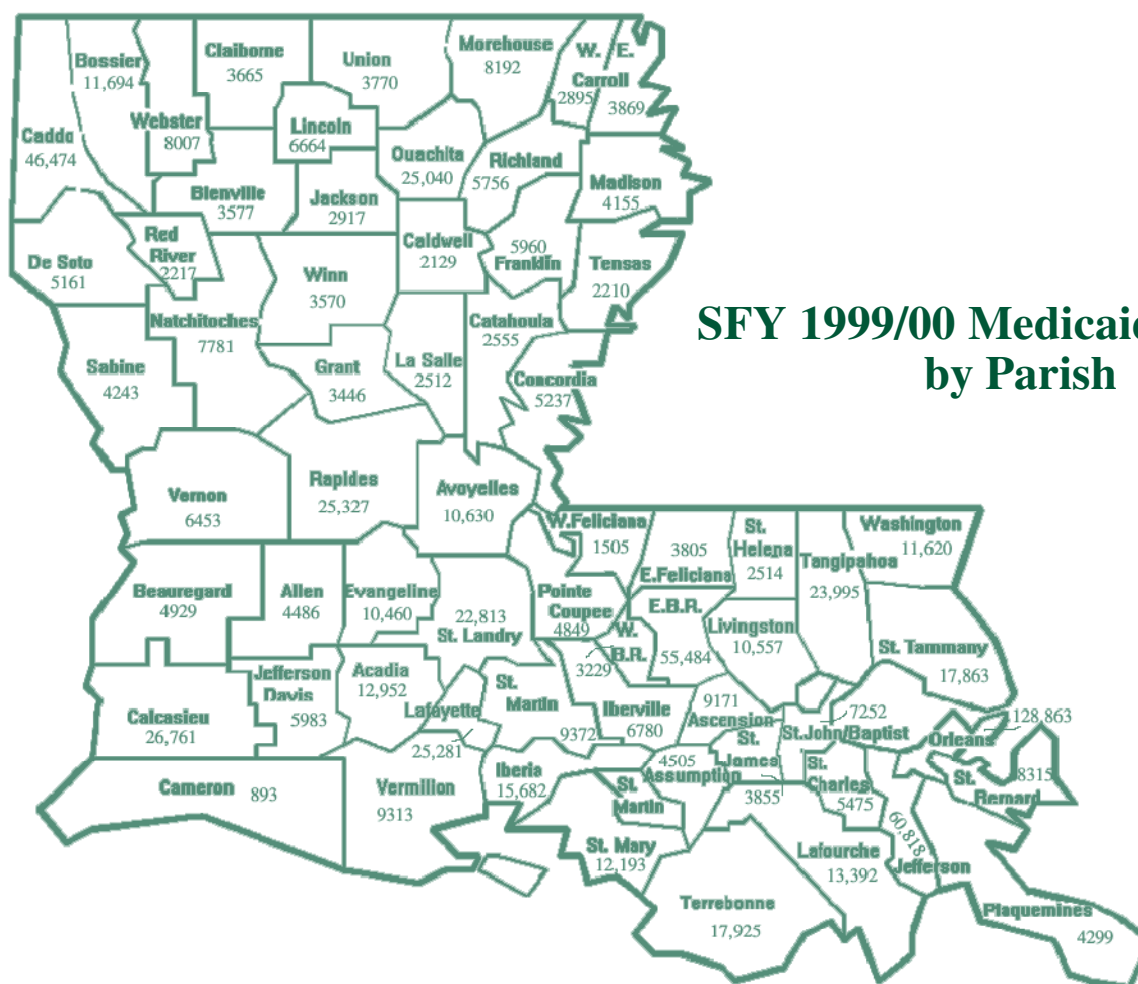 SFY 1999/00 Medicaid
by Parish
Bossier
11,694
Claiborne
3665
Union
3770
Morehouse
8192
W. E.
Carroll
2895
3869
Caddo
46,474
Webster
8007
Lincoln
6664
Ouachita
25,040
Richland
5756
Madison
4155
Bienville
3577
Jackson
2917
Red
River
2217
De Soto
5161
Winn
3570
Caldwell
2129
5960
Franklin
Tensas
2210
Natchitoches
7781
Sabine
4243
Grant
3446
La Salle
2512
Catahoula
2555
Concordia
5237
Vernon
6453
Rapides
25,327
Avoyelles
10,630
W.Feliciana
1505
3805
E.Feliciana
St.
Helena
2514
Tangipahoa
23,995
Washington
11,620
Beauregard
4929
Allen
4486
Evangeline
10,460
22,813
St. Landry
Pointe
Coupee
4849
W.
B.R.
3229
E.B.R.
55,484
Livingston
10,557
St. Tammany
17,863
Calcasieu
26,761
Jefferson
Davis
5983
Acadia
12,952
Lafayette
25,281
St.
Martin
9372
Iberville
6780
9171
Ascension
St.
James
3855
7252
St.John/Baptist
128,863
Orleans
Cameron 893
Vermilion
9313
Iberia
15,682
St.
Martin
4505
Assumption
St.
Charles
5475
St.
Bernard
8315
St. Mary
12,193
Terrebonne
17,925
Lafourche
13,392
60,818
Jefferson
Plaquemines
4299